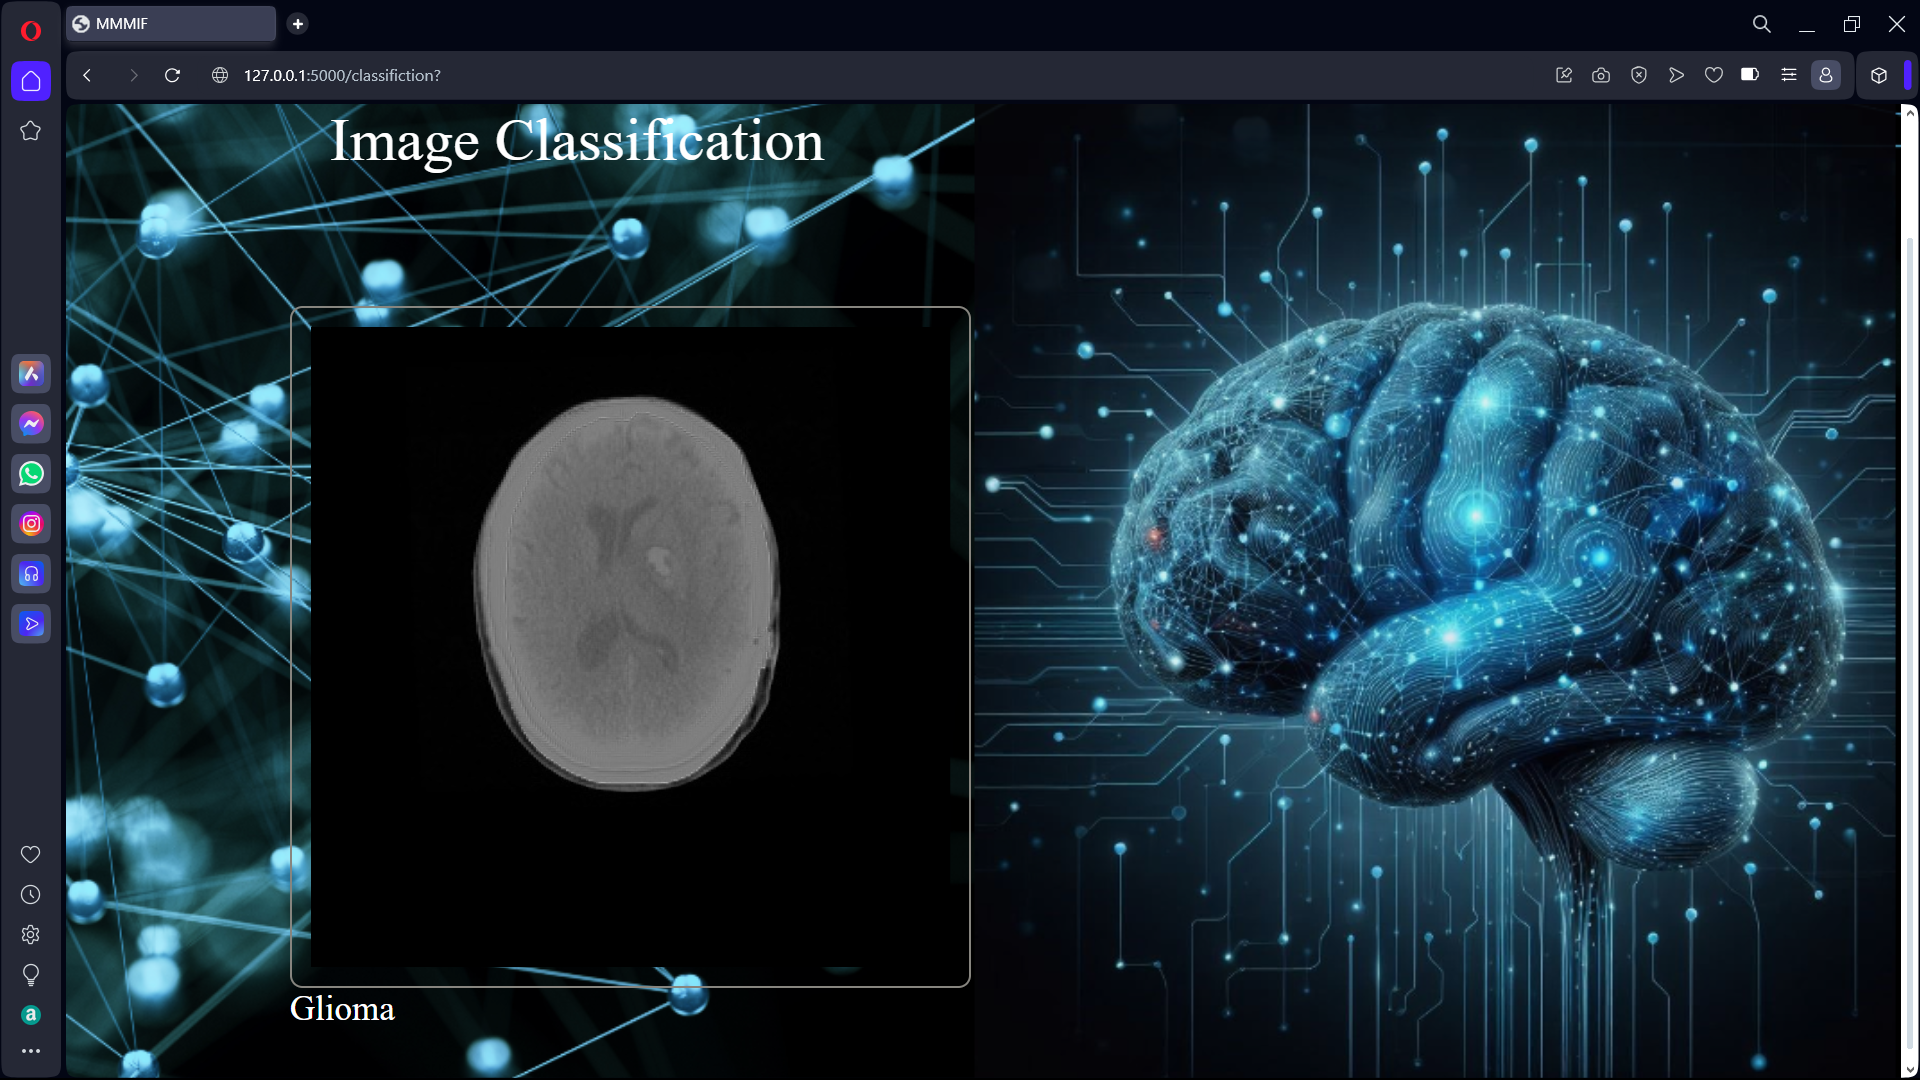 MMMIF
127.0.0.1:5000/classifiction?
Image Classification
Glioma